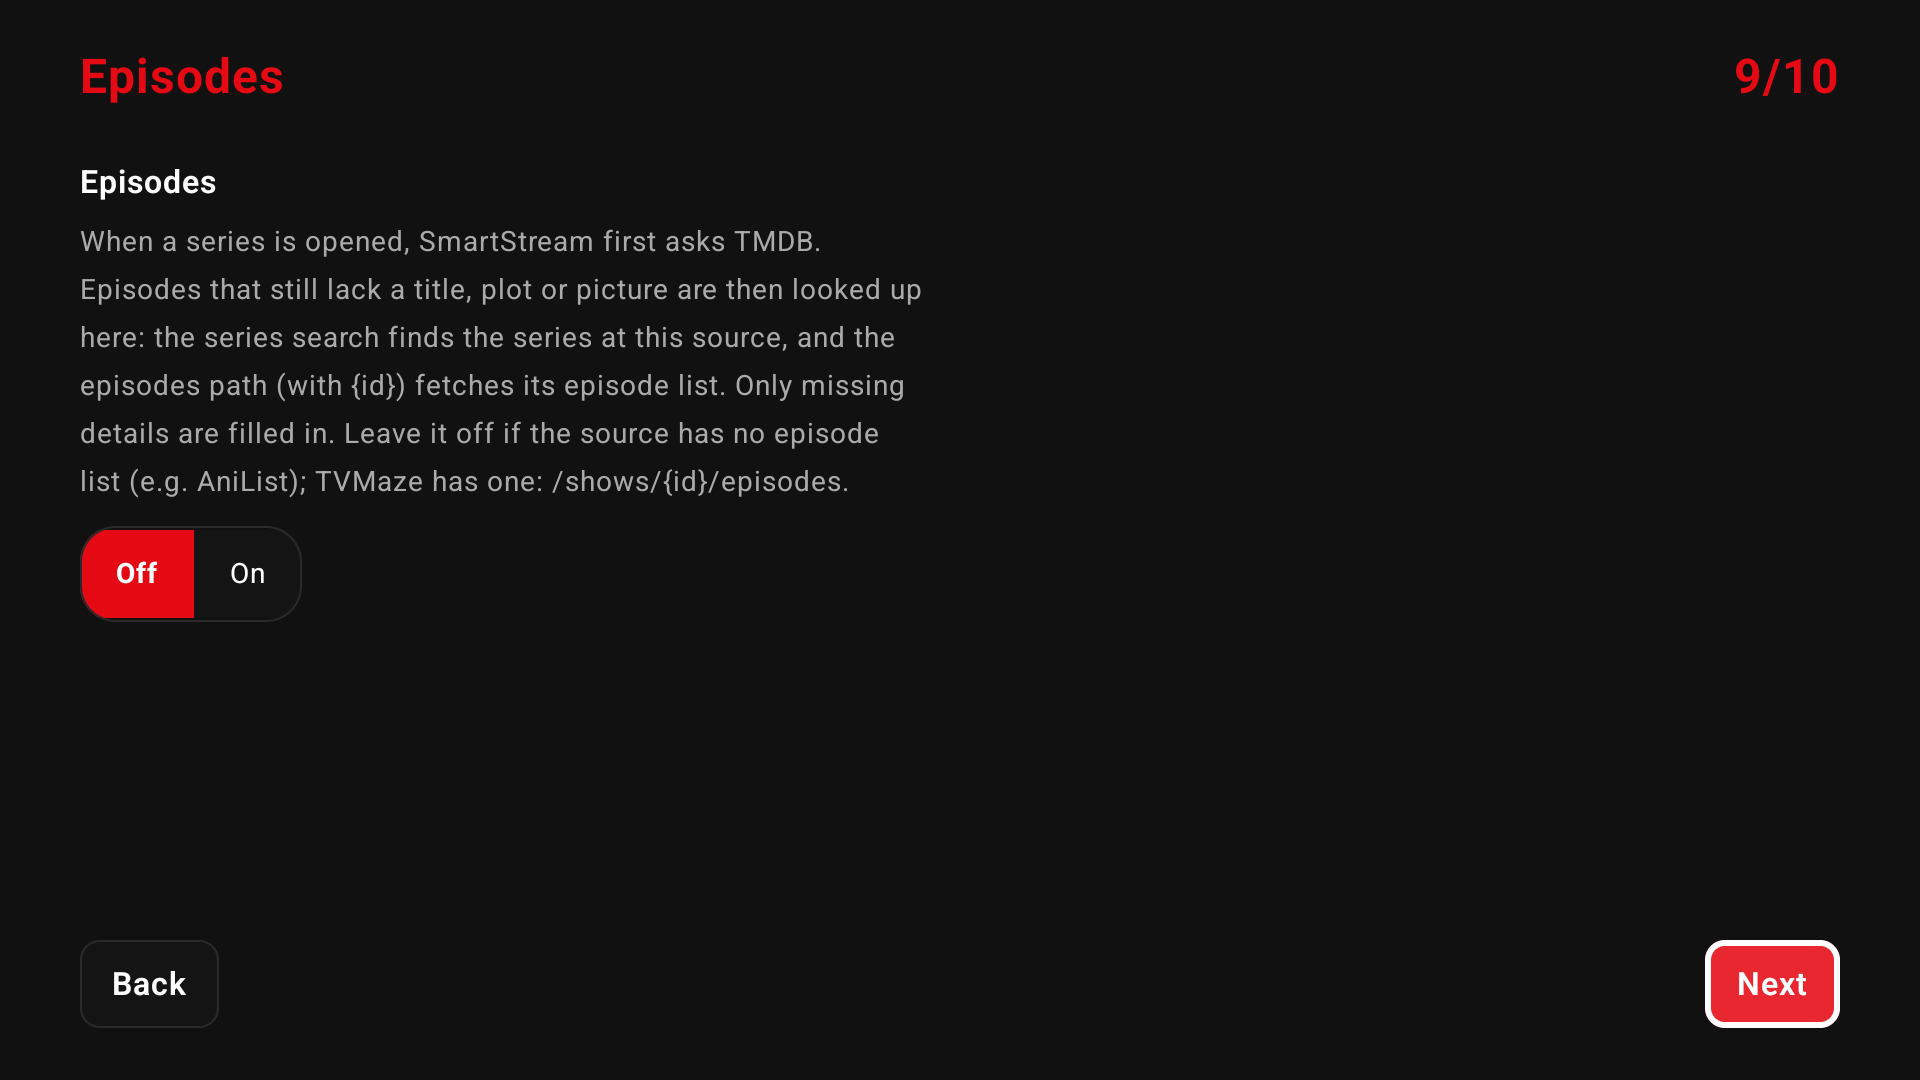 Episodes
9/10
Episodes
When a series is opened, SmartStream first asks TMDB.
Episodes that still lack a title, plot or picture are then looked up
here: the series search finds the series at this source, and the
episodes path (with {id}) fetches its episode list. Only missing
details are filled in. Leave it off if the source has no episode
list (e.g. AniList); TVMaze has one: /shows/{id}/episodes.
Off
On
Back
Next